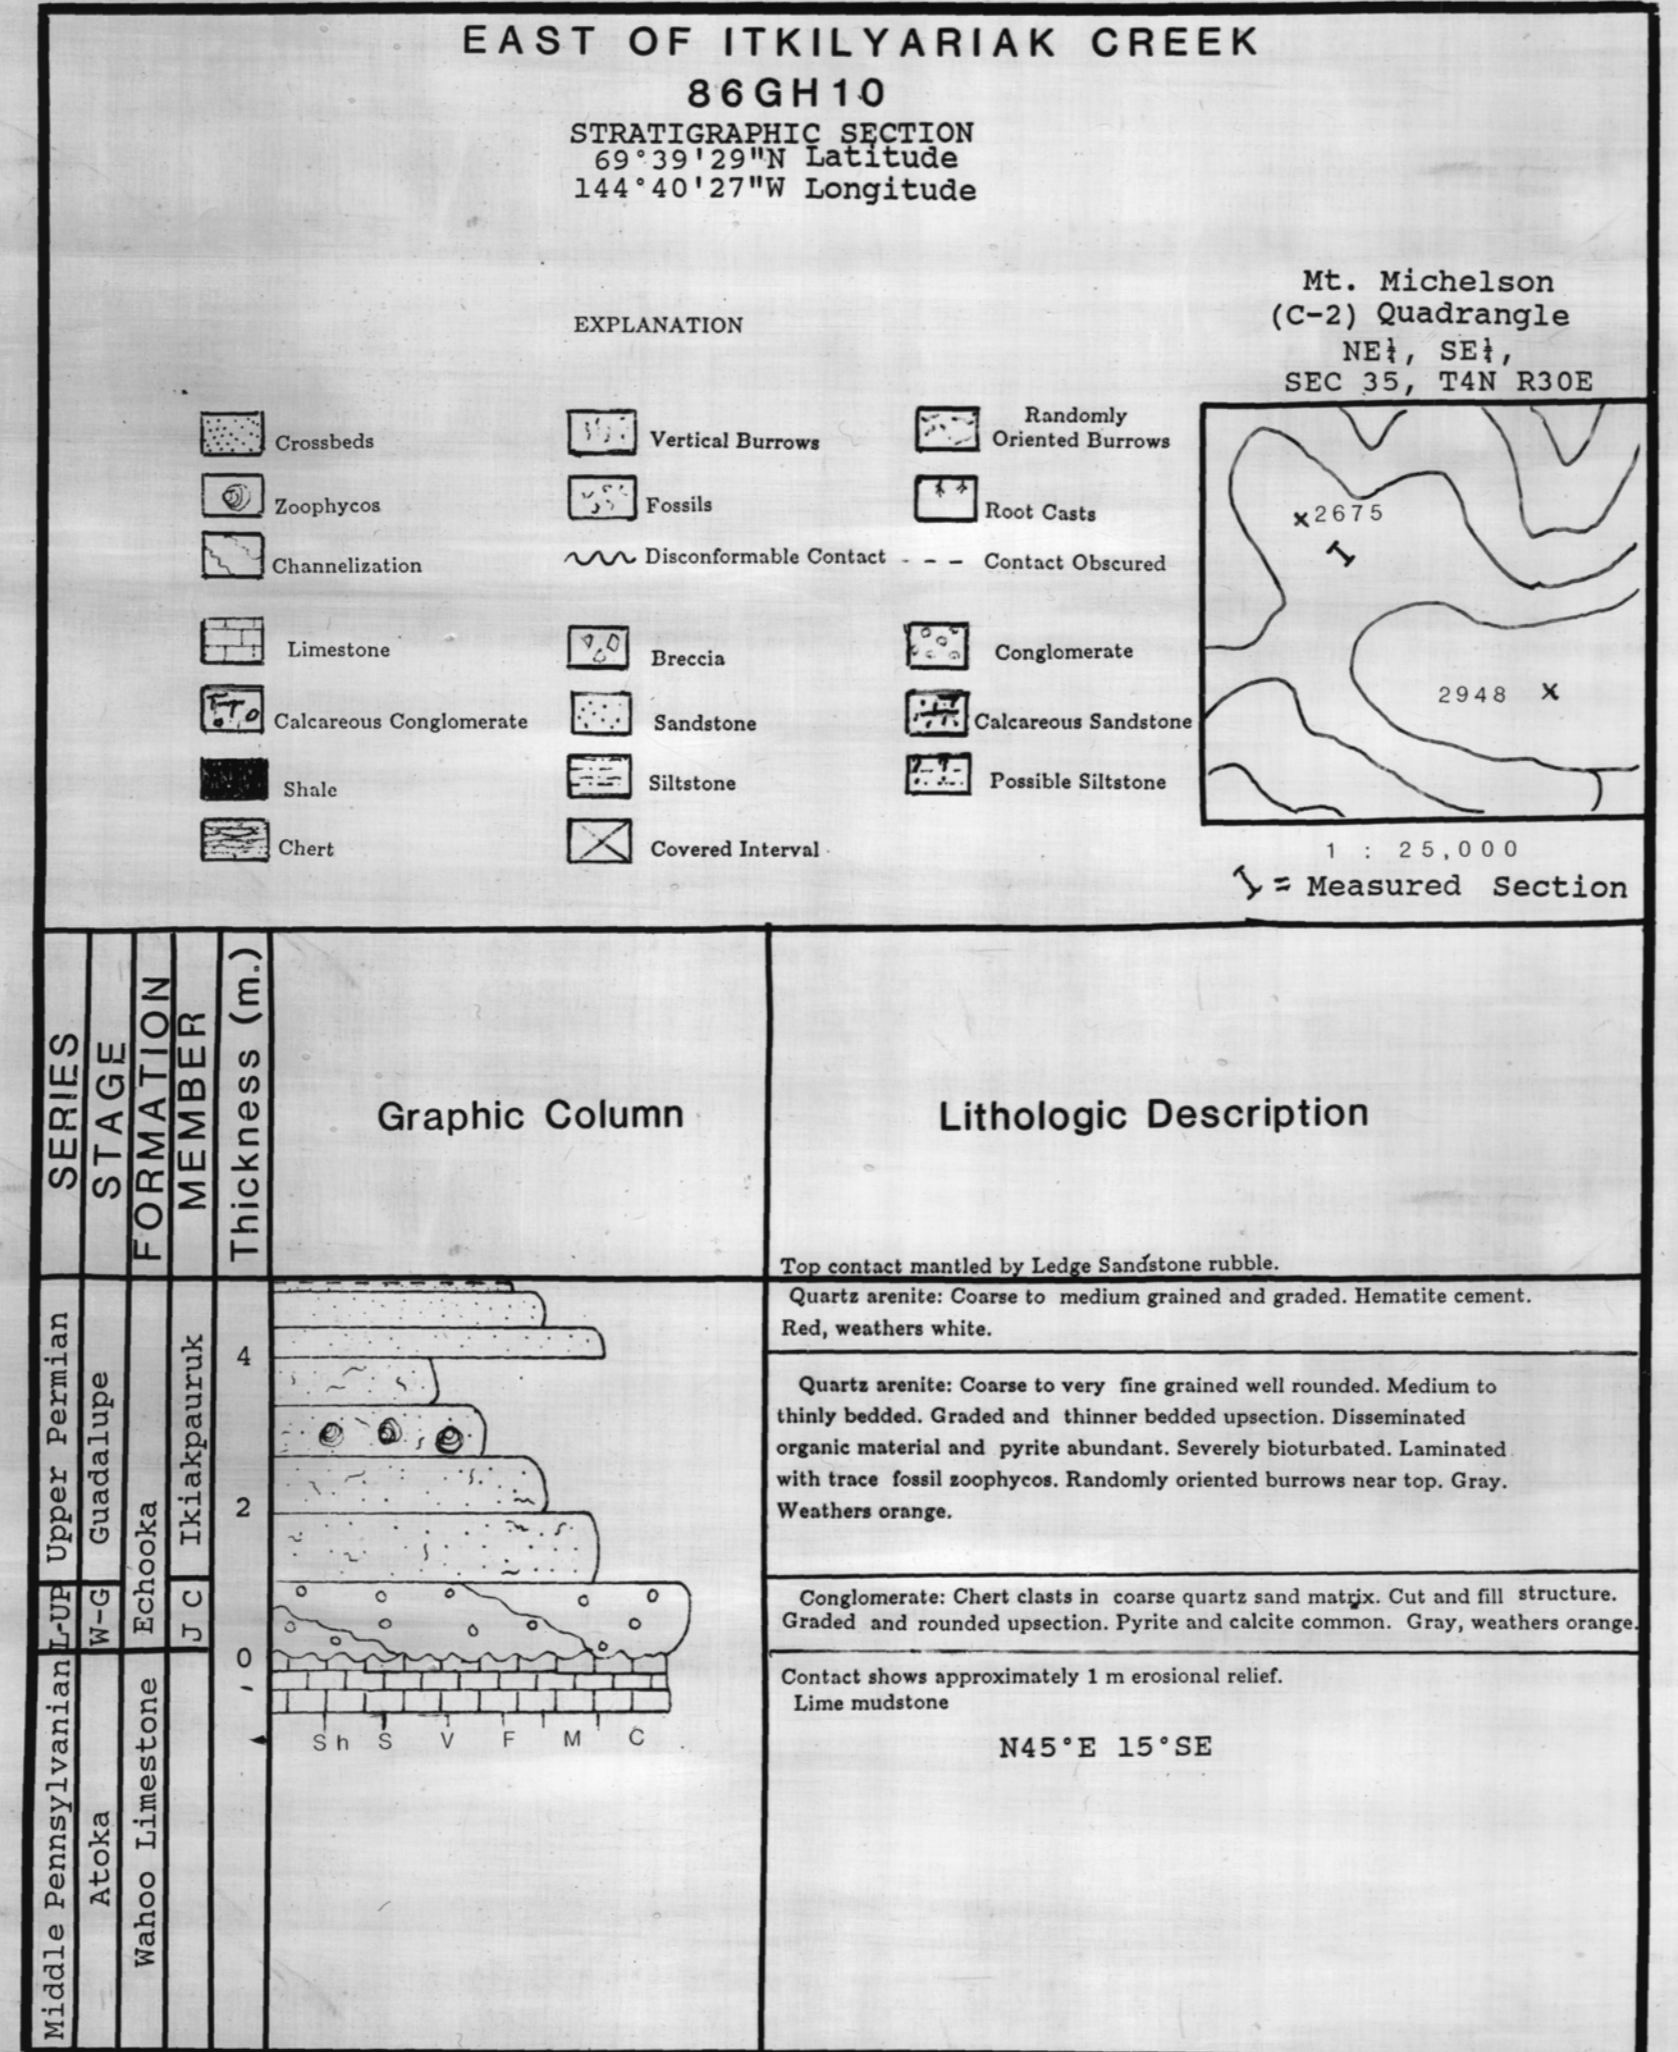 EAST OF ITKILYARIAK CREEK
86GH10
STRATIGRAPHIC SECTION
69°39'29"N Latitude
144°40'27"W Longitude
Mt. Michelson
(C-2) Quadrangle
NE¼, SE¼,
SEC 35, T4N R30E
EXPLANATION
Crossbeds
Vertical Burrows
Randomly
Oriented Burrows
Zoophycos
Fossils
Root Casts
Channelization
Disconformable Contact
Contact Obscured
Limestone
Breccia
Conglomerate
Calcareous Conglomerate
Sandstone
Calcareous Sandstone
Shale
Siltstone
Possible Siltstone
Chert
Covered Interval
x2675
2948 x
1 : 25,000
I = Measured Section
SERIES
STAGE
FORMATION
MEMBER
Thickness (m.)
Graphic Column
Lithologic Description
Top contact mantled by Ledge Sandstone rubble.
Quartz arenite: Coarse to medium grained and graded. Hematite cement.
Red, weathers white.
Quartz arenite: Coarse to very fine grained well rounded. Medium to
thinly bedded. Graded and thinner bedded upsection. Disseminated
organic material and pyrite abundant. Severely bioturbated. Laminated
with trace fossil zoophycos. Randomly oriented burrows near top. Gray.
Weathers orange.
Conglomerate: Chert clasts in coarse quartz sand matrix. Cut and fill structure.
Graded and rounded upsection. Pyrite and calcite common. Gray, weathers orange.
Contact shows approximately 1 m erosional relief.
Lime mudstone
N45°E 15°SE
Upper Permian
Guadalupe
Echooka
Ikiakpauruk
L-UP
W-G
J C
Middle Pennsylvanian
Atoka
Wahoo Limestone
4
2
0
Sh S V F M C